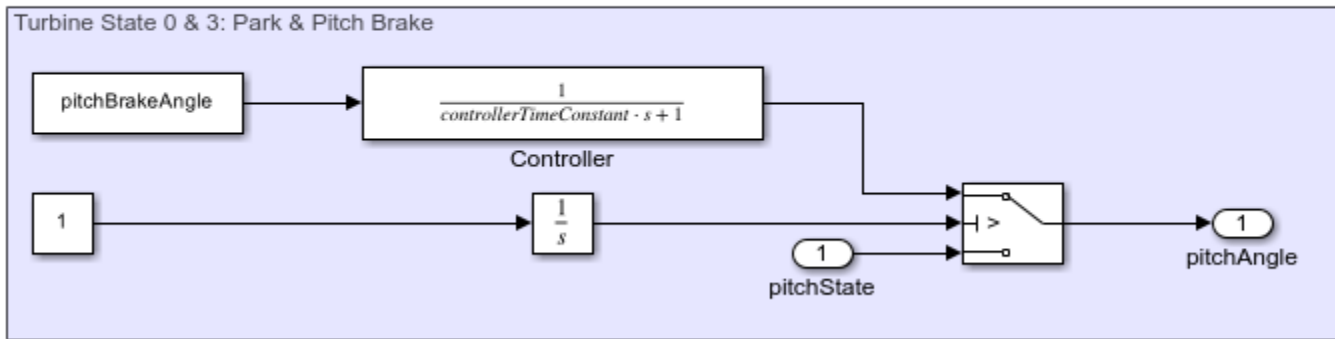 Turbine State 0 & 3: Park & Pitch Brake
pitchBrakeAngle
1
controllerTimeConstant · s + 1
Controller
1
1
s
>
1
pitchState
1
pitchAngle